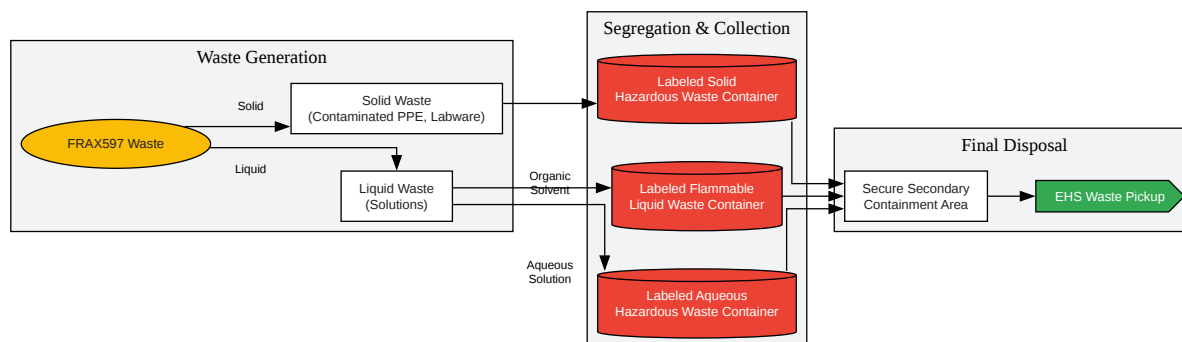 Segregation & Collection
Waste Generation
Labeled Solid
Hazardous Waste Container
Solid
Solid Waste
(Contaminated PPE, Labware)
FRAX597 Waste
Final Disposal
Liquid
Liquid Waste
(Solutions)
Organic
Solvent
Labeled Flammable
Liquid Waste Container
Secure Secondary
Containment Area
EHS Waste Pickup
Aqueous
Solution
Labeled Aqueous
Hazardous Waste Container